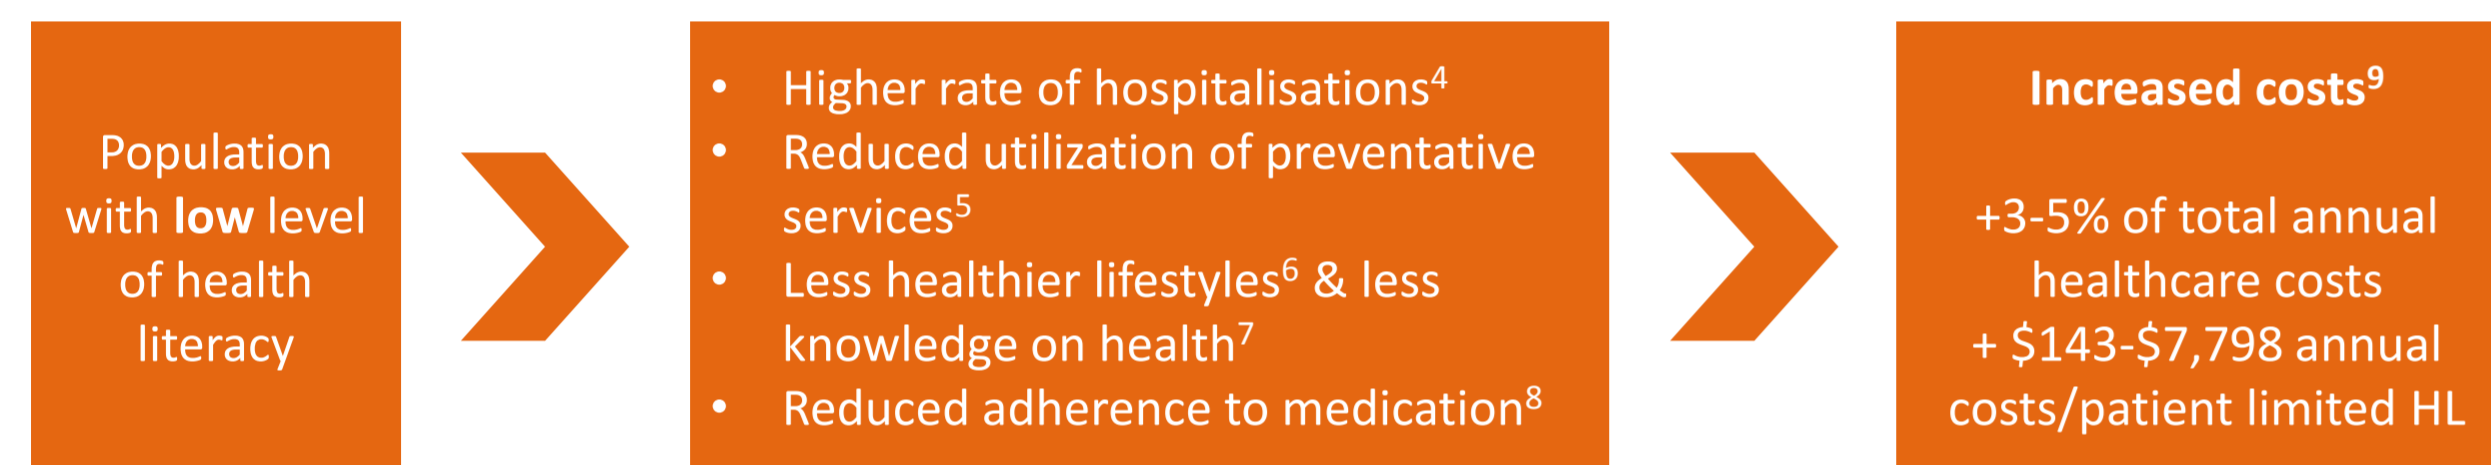 Population
with low level
of health
literacy
• Higher rate of hospitalisations⁴
• Reduced utilization of preventative
services⁵
• Less healthier lifestyles⁶ & less
knowledge on health⁷
• Reduced adherence to medication⁸
Increased costs⁹
+3-5% of total annual
healthcare costs
+ $143-$7,798 annual
costs/patient limited HL